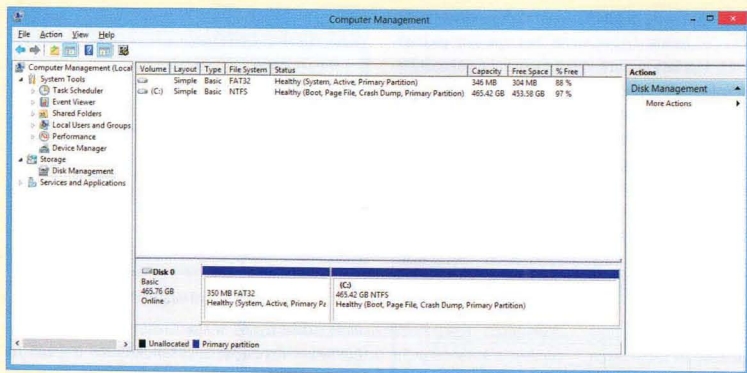 Computer Management
File Action View Help
Computer Management (Local
System Tools
Task Scheduler
Event Viewer
Shared Folders
Local Users and Groups
Performance
Device Manager
Storage
Disk Management
Services and Applications
Volume Layout Type File System Status Capacity Free Space % Free
Simple Basic FAT32 Healthy (System, Active, Primary Partition) 346 MB 304 MB 88 %
(C:) Simple Basic NTFS Healthy (Boot, Page File, Crash Dump, Primary Partition) 465.42 GB 453.58 GB 97 %
Actions
Disk Management
More Actions
Disk 0
Basic
465.76 GB
Online
350 MB FAT32
Healthy (System, Active, Primary Pa
(C:)
465.42 GB NTFS
Healthy (Boot, Page File, Crash Dump, Primary Partition)
Unallocated Primary partition